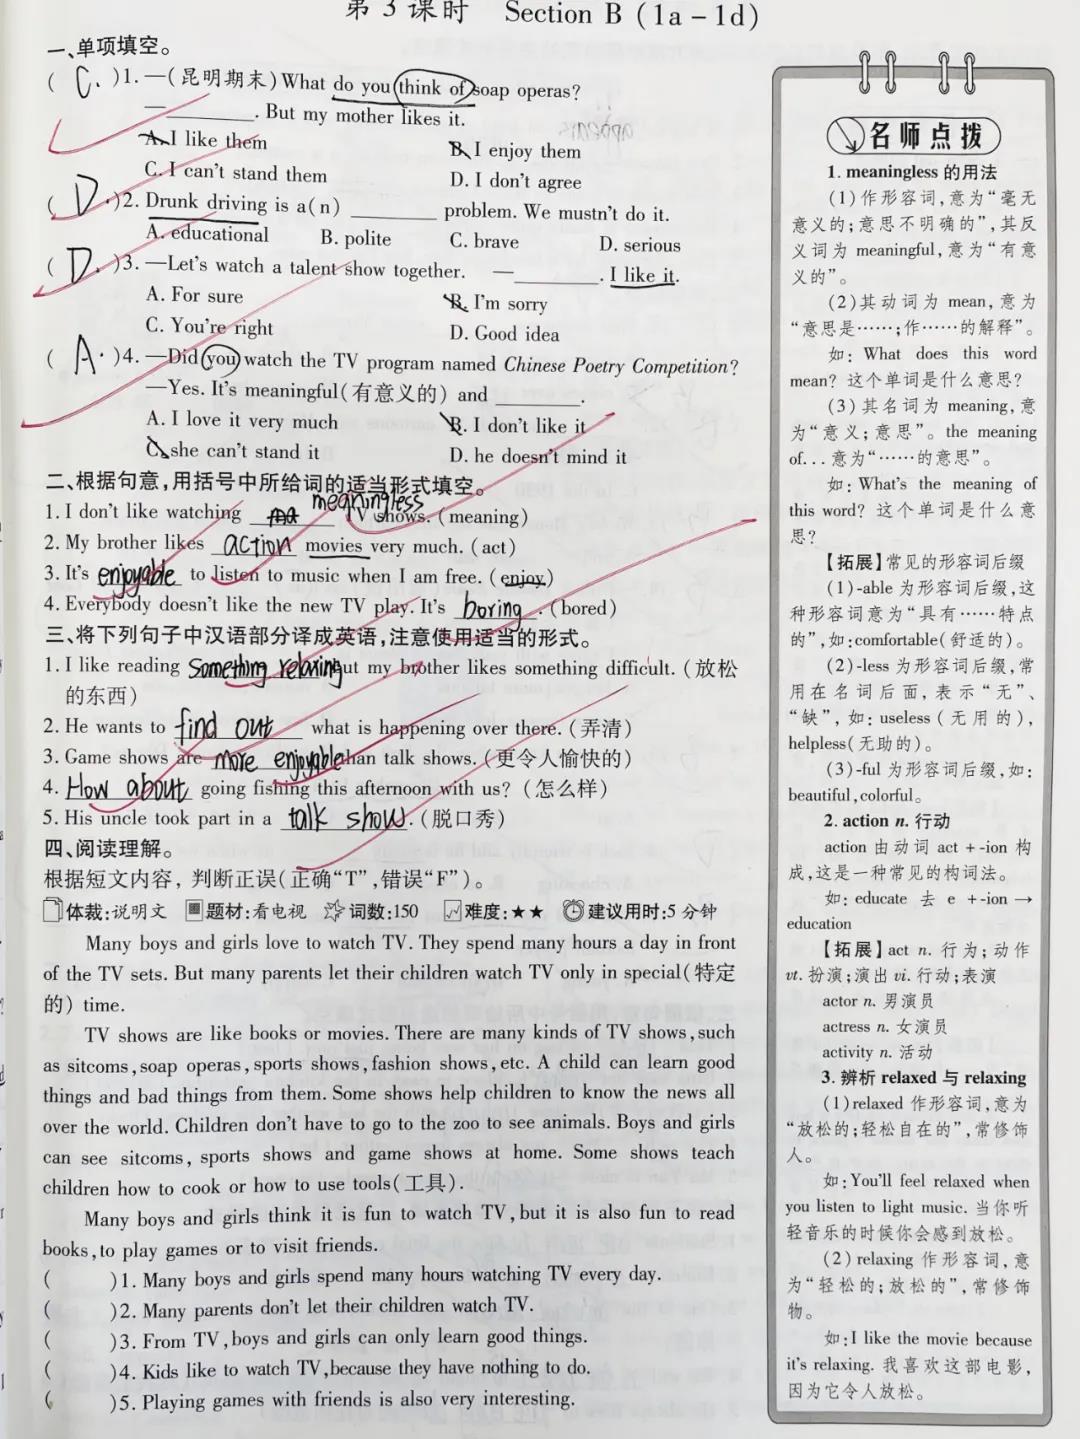 第 3 课时 Section B (1a – 1d)
一、单项填空。
( C. )1. —(昆明期末)What do you think of soap operas?
—________. But my mother likes it.
A. I like them B. I enjoy them
C. I can't stand them D. I don't agree
( D. )2. Drunk driving is a(n) ________ problem. We mustn't do it.
A. educational B. polite C. brave D. serious
( D. )3. —Let's watch a talent show together. —________. I like it.
A. For sure B. I'm sorry
C. You're right D. Good idea
( A. )4. —Did you watch the TV program named Chinese Poetry Competition?
—Yes. It's meaningful(有意义的) and ________.
A. I love it very much B. I don't like it
C. she can't stand it D. he doesn't mind it
二、根据句意,用括号中所给词的适当形式填空。
1. I don't like watching meaningless TV shows. (meaning)
2. My brother likes action movies very much. (act)
3. It's enjoyable to listen to music when I am free. (enjoy)
4. Everybody doesn't like the new TV play. It's boring. (bored)
三、将下列句子中汉语部分译成英语,注意使用适当的形式。
1. I like reading something relaxing but my brother likes something difficult. (放松
的东西)
2. He wants to find out what is happening over there. (弄清)
3. Game shows are more enjoyable than talk shows. (更令人愉快的)
4. How about going fishing this afternoon with us? (怎么样)
5. His uncle took part in a talk show. (脱口秀)
四、阅读理解。
根据短文内容, 判断正误(正确“T”,错误“F”)。
体裁:说明文 题材:看电视 词数:150 难度:★★ 建议用时:5 分钟
Many boys and girls love to watch TV. They spend many hours a day in front
of the TV sets. But many parents let their children watch TV only in special(特定
的) time.
TV shows are like books or movies. There are many kinds of TV shows,such
as sitcoms,soap operas,sports shows,fashion shows,etc. A child can learn good
things and bad things from them. Some shows help children to know the news all
over the world. Children don't have to go to the zoo to see animals. Boys and girls
can see sitcoms, sports shows and game shows at home. Some shows teach
children how to cook or how to use tools(工具).
Many boys and girls think it is fun to watch TV,but it is also fun to read
books,to play games or to visit friends.
( )1. Many boys and girls spend many hours watching TV every day.
( )2. Many parents don't let their children watch TV.
( )3. From TV,boys and girls can only learn good things.
( )4. Kids like to watch TV,because they have nothing to do.
( )5. Playing games with friends is also very interesting.
名师点拨
1. meaningless 的用法
(1)作形容词,意为“毫无
意义的;意思不明确的”,其反
义词为 meaningful,意为“有意
义的”。
(2)其动词为 mean, 意为
“意思是……;作……的解释”。
如: What does this word
mean? 这个单词是什么意思?
(3)其名词为 meaning,意
为“意义;意思”。the meaning
of... 意为“……的意思”。
如: What's the meaning of
this word? 这个单词是什么意
思?
【拓展】常见的形容词后缀
(1)-able 为形容词后缀,这
种形容词意为“具有……特点
的”,如:comfortable(舒适的)。
(2)-less 为形容词后缀,常
用在名词后面,表示“无”、
“缺”, 如: useless (无用的),
helpless(无助的)。
(3)-ful 为形容词后缀,如:
beautiful,colorful。
2. action n. 行动
action 由动词 act + -ion 构
成,这是一种常见的构词法。
如: educate 去 e +-ion →
education
【拓展】act n. 行为;动作
vt. 扮演;演出 vi. 行动;表演
actor n. 男演员
actress n. 女演员
activity n. 活动
3. 辨析 relaxed 与 relaxing
(1)relaxed 作形容词,意为
“放松的;轻松自在的”,常修饰
人。
如:You'll feel relaxed when
you listen to light music. 当你听
轻音乐的时候你会感到放松。
(2) relaxing 作形容词, 意
为“轻松的;放松的”,常修饰
物。
如:I like the movie because
it's relaxing. 我喜欢这部电影,
因为它令人放松。